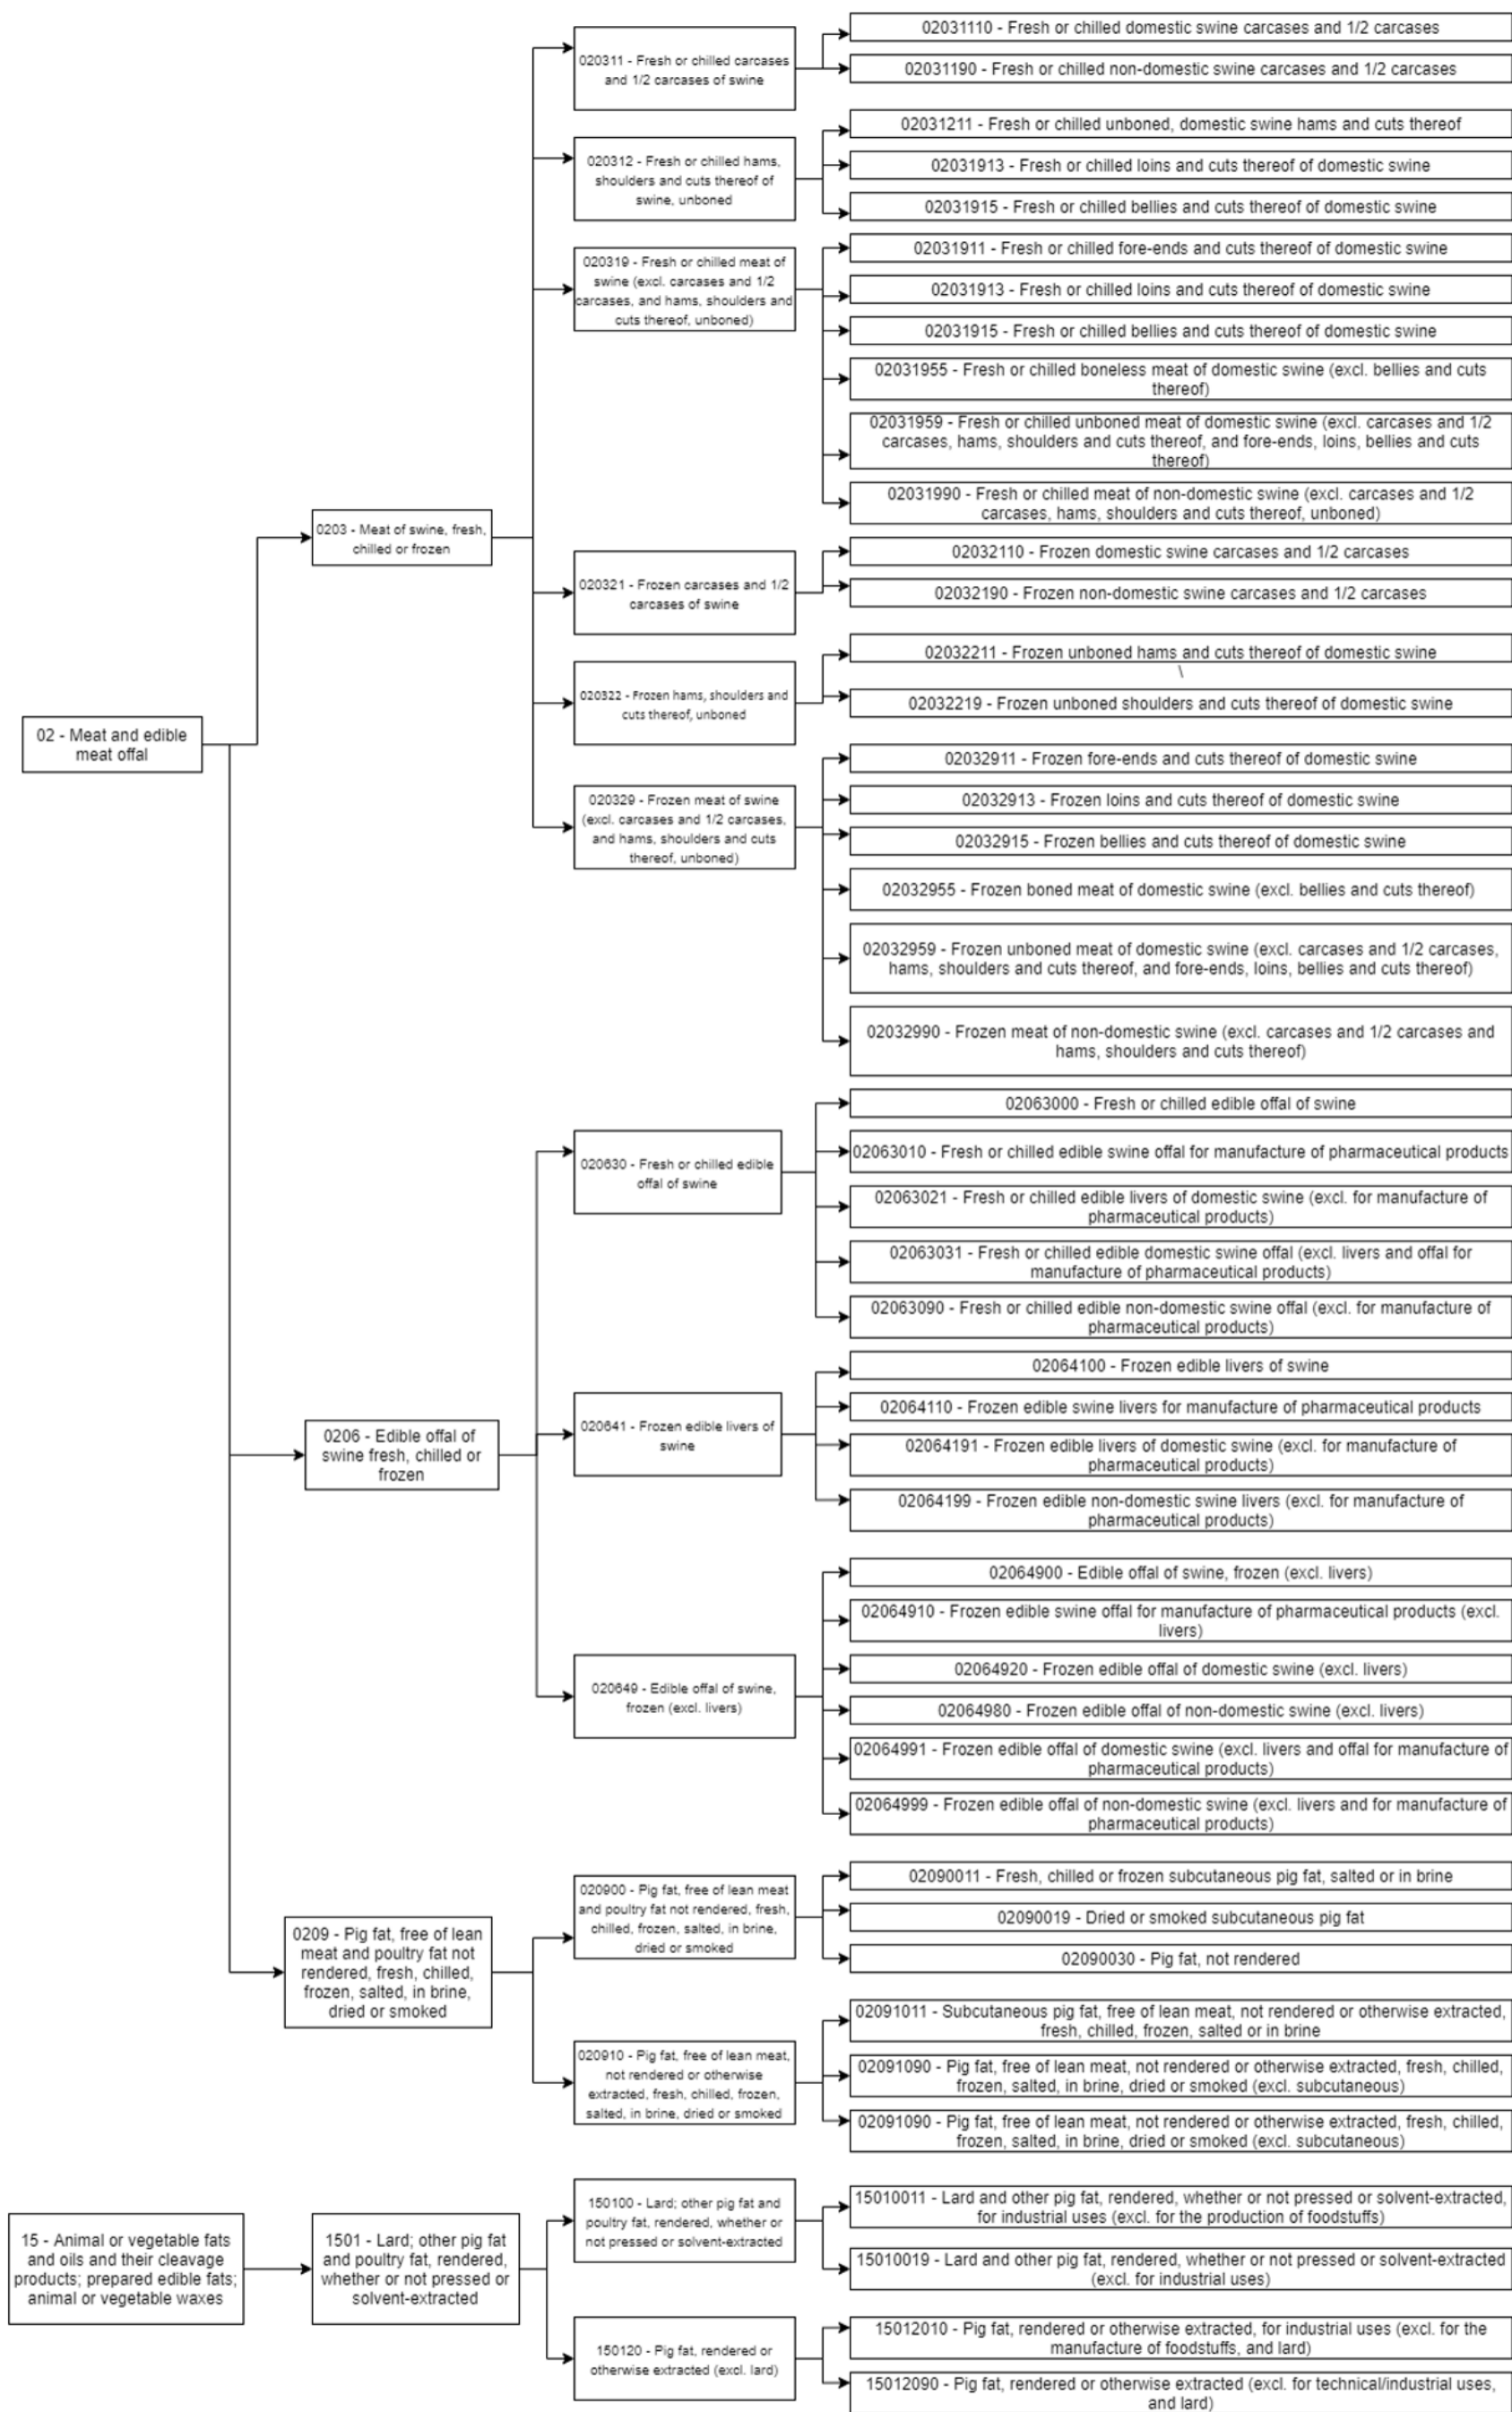 02 - Meat and edible
meat offal
0203 - Meat of swine, fresh,
chilled or frozen
020311 - Fresh or chilled carcases
and 1/2 carcases of swine
02031110 - Fresh or chilled domestic swine carcases and 1/2 carcases
02031190 - Fresh or chilled non-domestic swine carcases and 1/2 carcases
020312 - Fresh or chilled hams,
shoulders and cuts thereof of
swine, unboned
02031211 - Fresh or chilled unboned, domestic swine hams and cuts thereof
02031913 - Fresh or chilled loins and cuts thereof of domestic swine
02031915 - Fresh or chilled bellies and cuts thereof of domestic swine
020319 - Fresh or chilled meat of
swine (excl. carcases and 1/2
carcases, and hams, shoulders and
cuts thereof, unboned)
02031911 - Fresh or chilled fore-ends and cuts thereof of domestic swine
02031913 - Fresh or chilled loins and cuts thereof of domestic swine
02031915 - Fresh or chilled bellies and cuts thereof of domestic swine
02031955 - Fresh or chilled boneless meat of domestic swine (excl. bellies and cuts
thereof)
02031959 - Fresh or chilled unboned meat of domestic swine (excl. carcases and 1/2
carcases, hams, shoulders and cuts thereof, and fore-ends, loins, bellies and cuts
thereof)
02031990 - Fresh or chilled meat of non-domestic swine (excl. carcases and 1/2
carcases, hams, shoulders and cuts thereof, unboned)
020321 - Frozen carcases and 1/2
carcases of swine
02032110 - Frozen domestic swine carcases and 1/2 carcases
02032190 - Frozen non-domestic swine carcases and 1/2 carcases
020322 - Frozen hams, shoulders and
cuts thereof, unboned
02032211 - Frozen unboned hams and cuts thereof of domestic swine
\
02032219 - Frozen unboned shoulders and cuts thereof of domestic swine
020329 - Frozen meat of swine
(excl. carcases and 1/2 carcases,
and hams, shoulders and cuts
thereof, unboned)
02032911 - Frozen fore-ends and cuts thereof of domestic swine
02032913 - Frozen loins and cuts thereof of domestic swine
02032915 - Frozen bellies and cuts thereof of domestic swine
02032955 - Frozen boned meat of domestic swine (excl. bellies and cuts thereof)
02032959 - Frozen unboned meat of domestic swine (excl. carcases and 1/2 carcases,
hams, shoulders and cuts thereof, and fore-ends, loins, bellies and cuts thereof)
02032990 - Frozen meat of non-domestic swine (excl. carcases and 1/2 carcases and
hams, shoulders and cuts thereof)
0206 - Edible offal of
swine fresh, chilled or
frozen
020630 - Fresh or chilled edible
offal of swine
02063000 - Fresh or chilled edible offal of swine
02063010 - Fresh or chilled edible swine offal for manufacture of pharmaceutical products
02063021 - Fresh or chilled edible livers of domestic swine (excl. for manufacture of
pharmaceutical products)
02063031 - Fresh or chilled edible domestic swine offal (excl. livers and offal for
manufacture of pharmaceutical products)
02063090 - Fresh or chilled edible non-domestic swine offal (excl. for manufacture of
pharmaceutical products)
020641 - Frozen edible livers of
swine
02064100 - Frozen edible livers of swine
02064110 - Frozen edible swine livers for manufacture of pharmaceutical products
02064191 - Frozen edible livers of domestic swine (excl. for manufacture of
pharmaceutical products)
02064199 - Frozen edible non-domestic swine livers (excl. for manufacture of
pharmaceutical products)
020649 - Edible offal of swine,
frozen (excl. livers)
02064900 - Edible offal of swine, frozen (excl. livers)
02064910 - Frozen edible swine offal for manufacture of pharmaceutical products (excl.
livers)
02064920 - Frozen edible offal of domestic swine (excl. livers)
02064980 - Frozen edible offal of non-domestic swine (excl. livers)
02064991 - Frozen edible offal of domestic swine (excl. livers and offal for manufacture of
pharmaceutical products)
02064999 - Frozen edible offal of non-domestic swine (excl. livers and for manufacture of
pharmaceutical products)
0209 - Pig fat, free of lean
meat and poultry fat not
rendered, fresh, chilled,
frozen, salted, in brine,
dried or smoked
020900 - Pig fat, free of lean meat
and poultry fat not rendered, fresh,
chilled, frozen, salted, in brine,
dried or smoked
02090011 - Fresh, chilled or frozen subcutaneous pig fat, salted or in brine
02090019 - Dried or smoked subcutaneous pig fat
02090030 - Pig fat, not rendered
020910 - Pig fat, free of lean meat,
not rendered or otherwise
extracted, fresh, chilled, frozen,
salted, in brine, dried or smoked
02091011 - Subcutaneous pig fat, free of lean meat, not rendered or otherwise extracted,
fresh, chilled, frozen, salted or in brine
02091090 - Pig fat, free of lean meat, not rendered or otherwise extracted, fresh, chilled,
frozen, salted, in brine, dried or smoked (excl. subcutaneous)
02091090 - Pig fat, free of lean meat, not rendered or otherwise extracted, fresh, chilled,
frozen, salted, in brine, dried or smoked (excl. subcutaneous)
15 - Animal or vegetable fats
and oils and their cleavage
products; prepared edible fats;
animal or vegetable waxes
1501 - Lard; other pig fat
and poultry fat, rendered,
whether or not pressed or
solvent-extracted
150100 - Lard; other pig fat and
poultry fat, rendered, whether or
not pressed or solvent-extracted
15010011 - Lard and other pig fat, rendered, whether or not pressed or solvent-extracted,
for industrial uses (excl. for the production of foodstuffs)
15010019 - Lard and other pig fat, rendered, whether or not pressed or solvent-extracted
(excl. for industrial uses)
150120 - Pig fat, rendered or
otherwise extracted (excl. lard)
15012010 - Pig fat, rendered or otherwise extracted, for industrial uses (excl. for the
manufacture of foodstuffs, and lard)
15012090 - Pig fat, rendered or otherwise extracted (excl. for technical/industrial uses,
and lard)